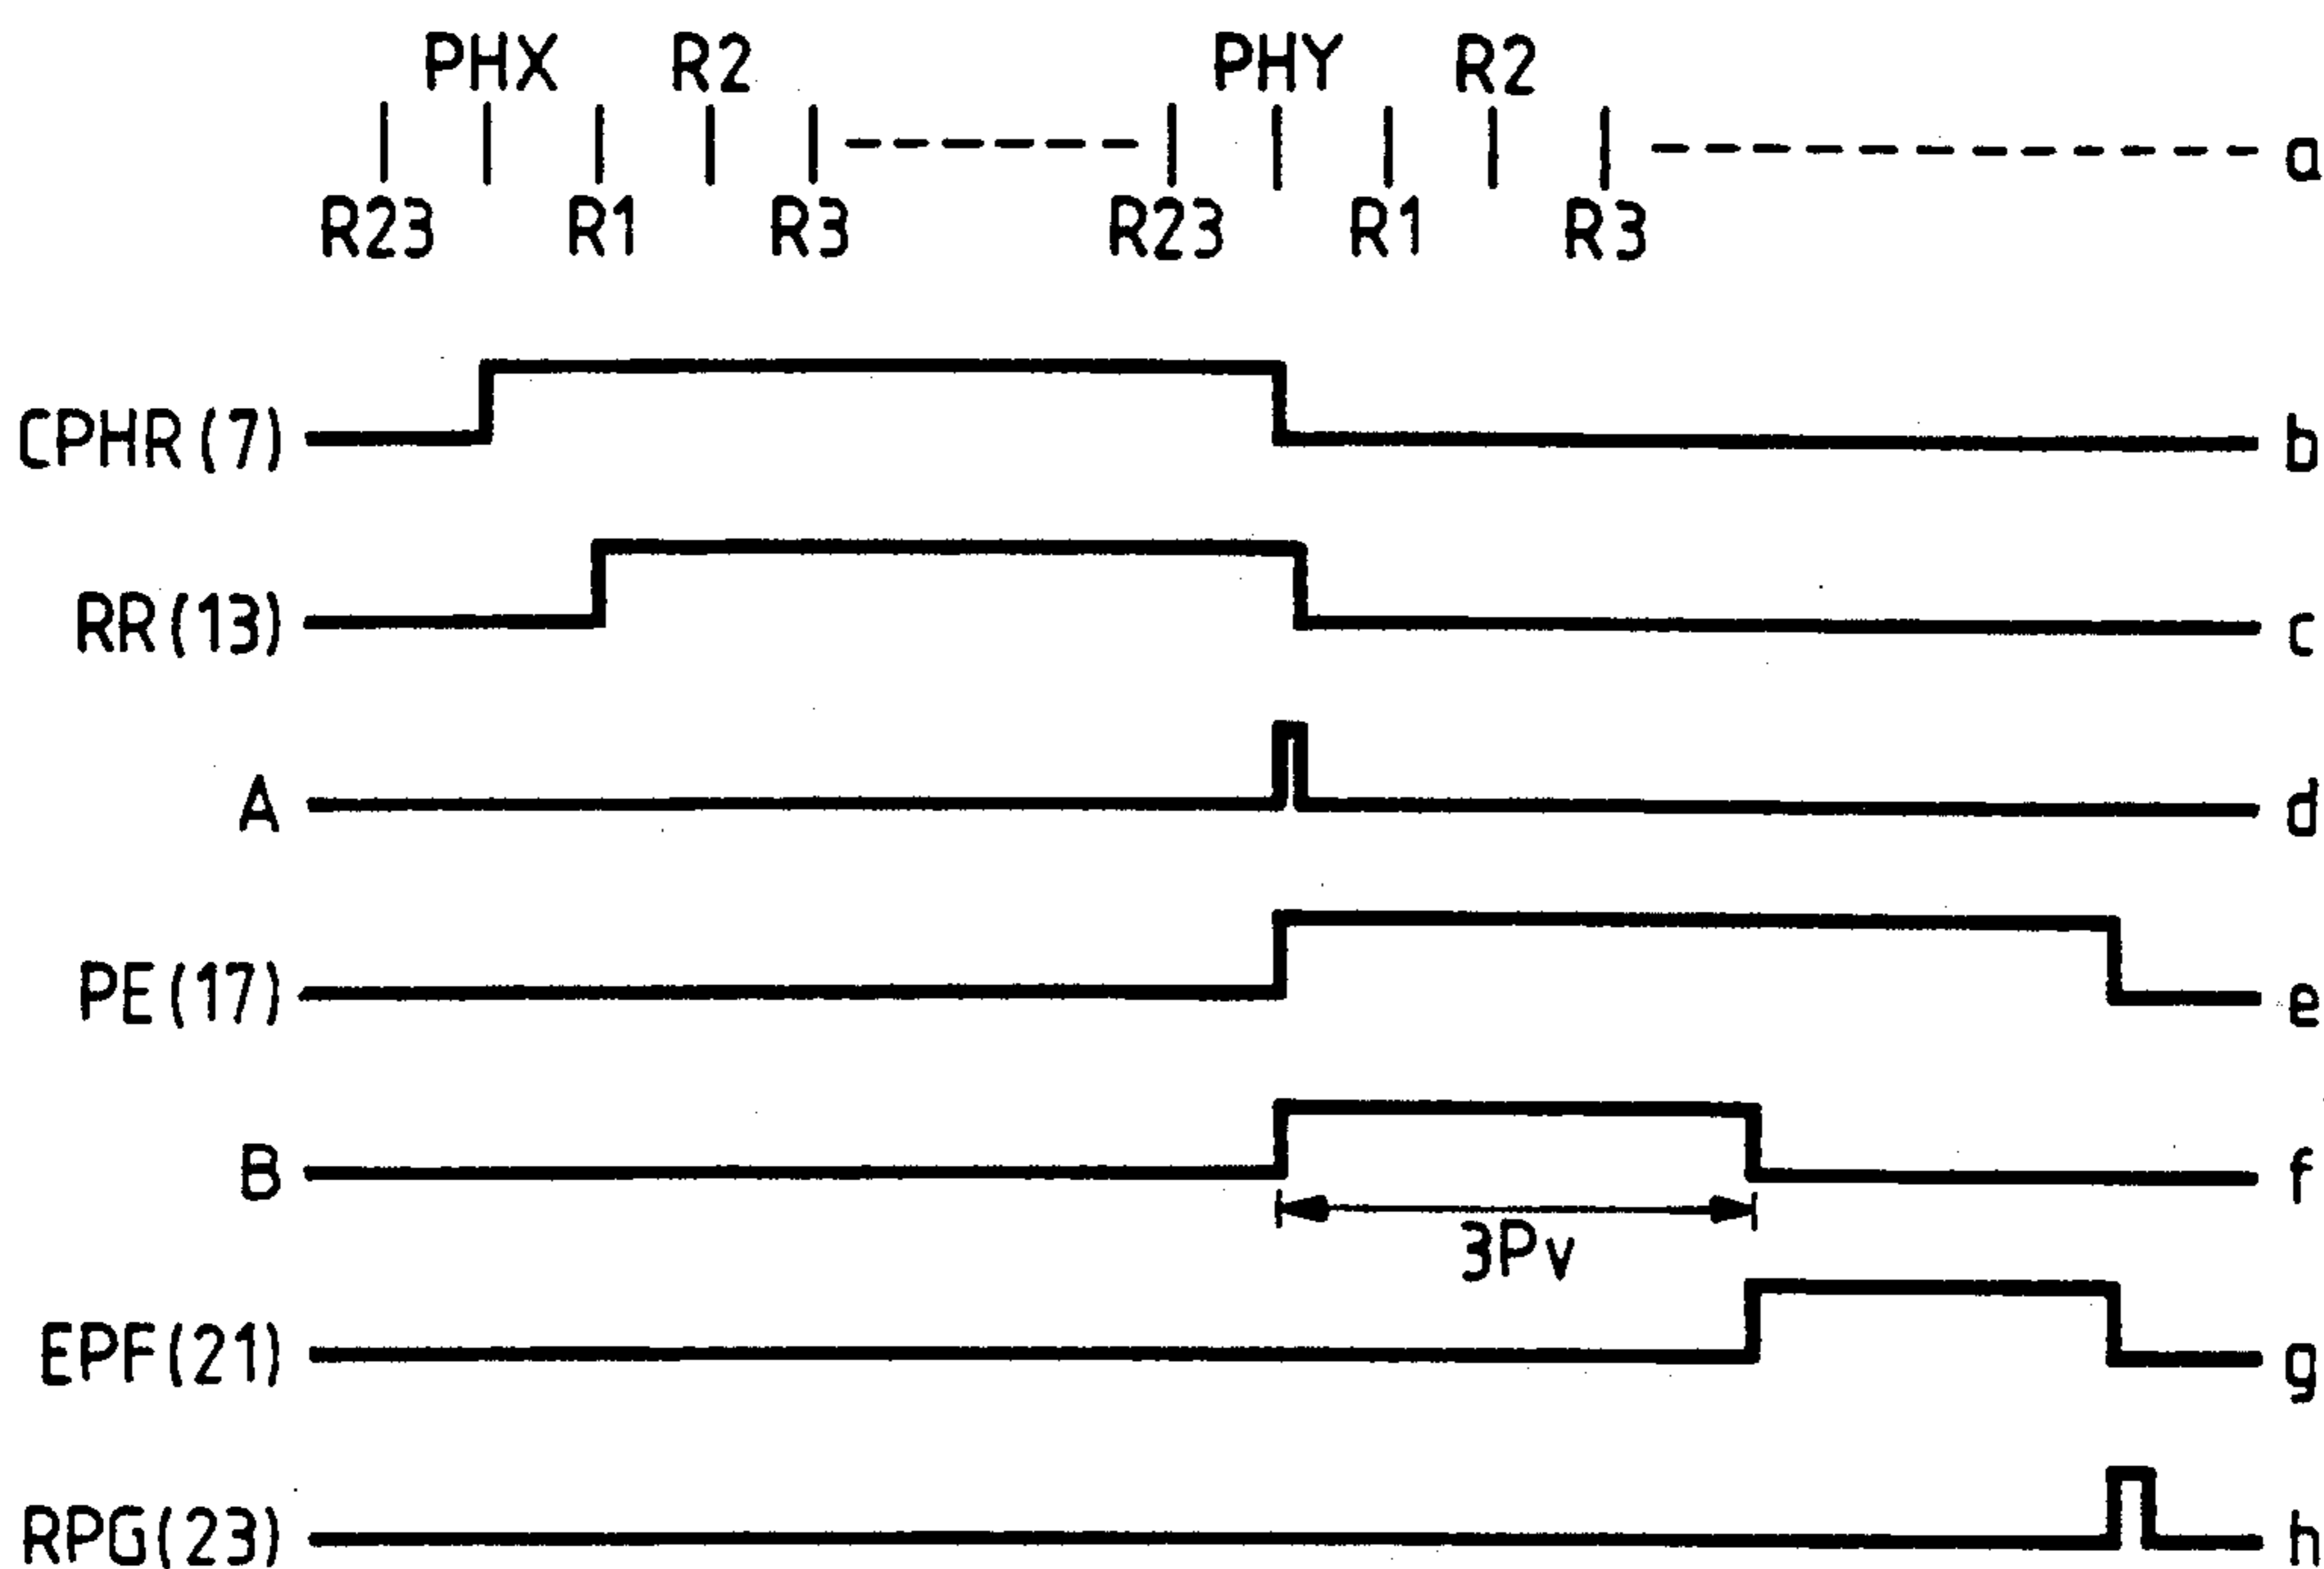 PHX R2 PHY R2
a
R23 R1 R3 R23 R1 R3
CPHR(7) b
RR(13) c
A d
PE(17) e
B f
3Pv
EPF(21) g
RPG(23) h